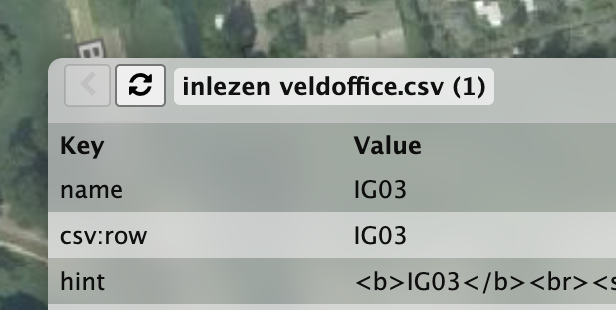 inlezen veldoffice.csv (1)
Key Value
name IG03
csv:row IG03
hint <b>IG03</b><br><s